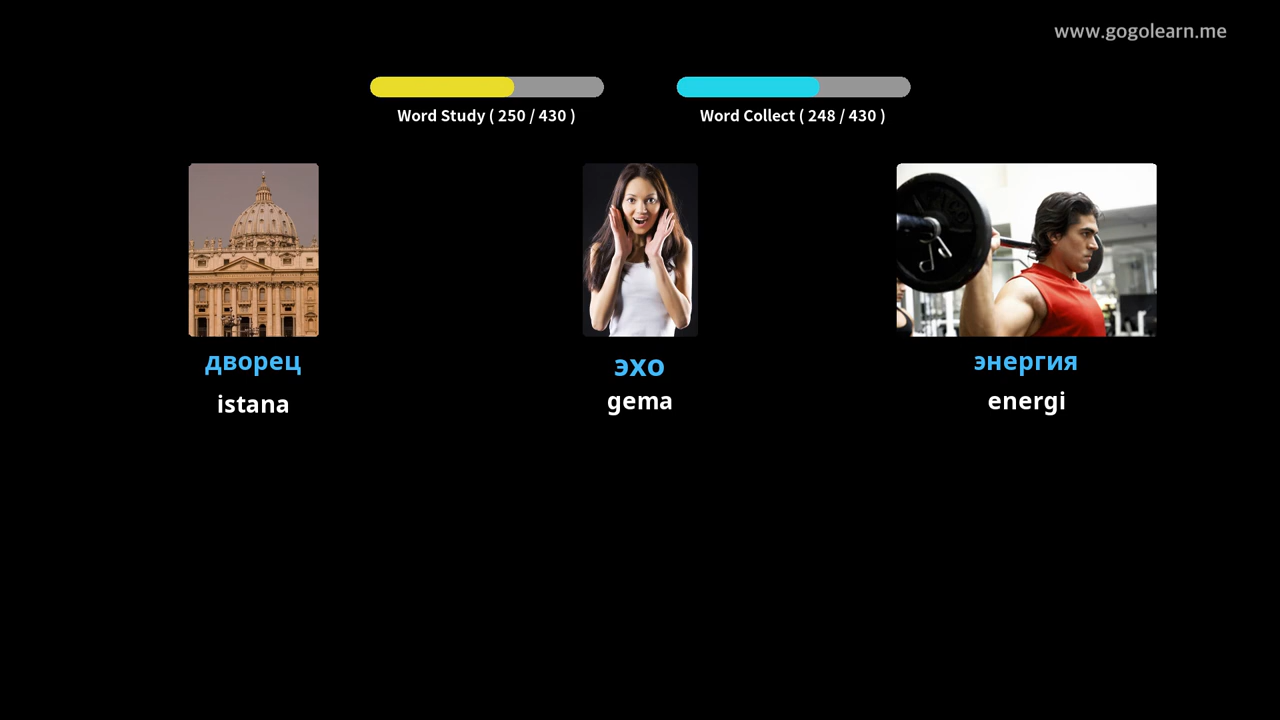 www.gogolearn.me
Word Study ( 250 / 430 )
Word Collect ( 248 / 430 )
дворец
istana
эхо
gema
энергия
energi